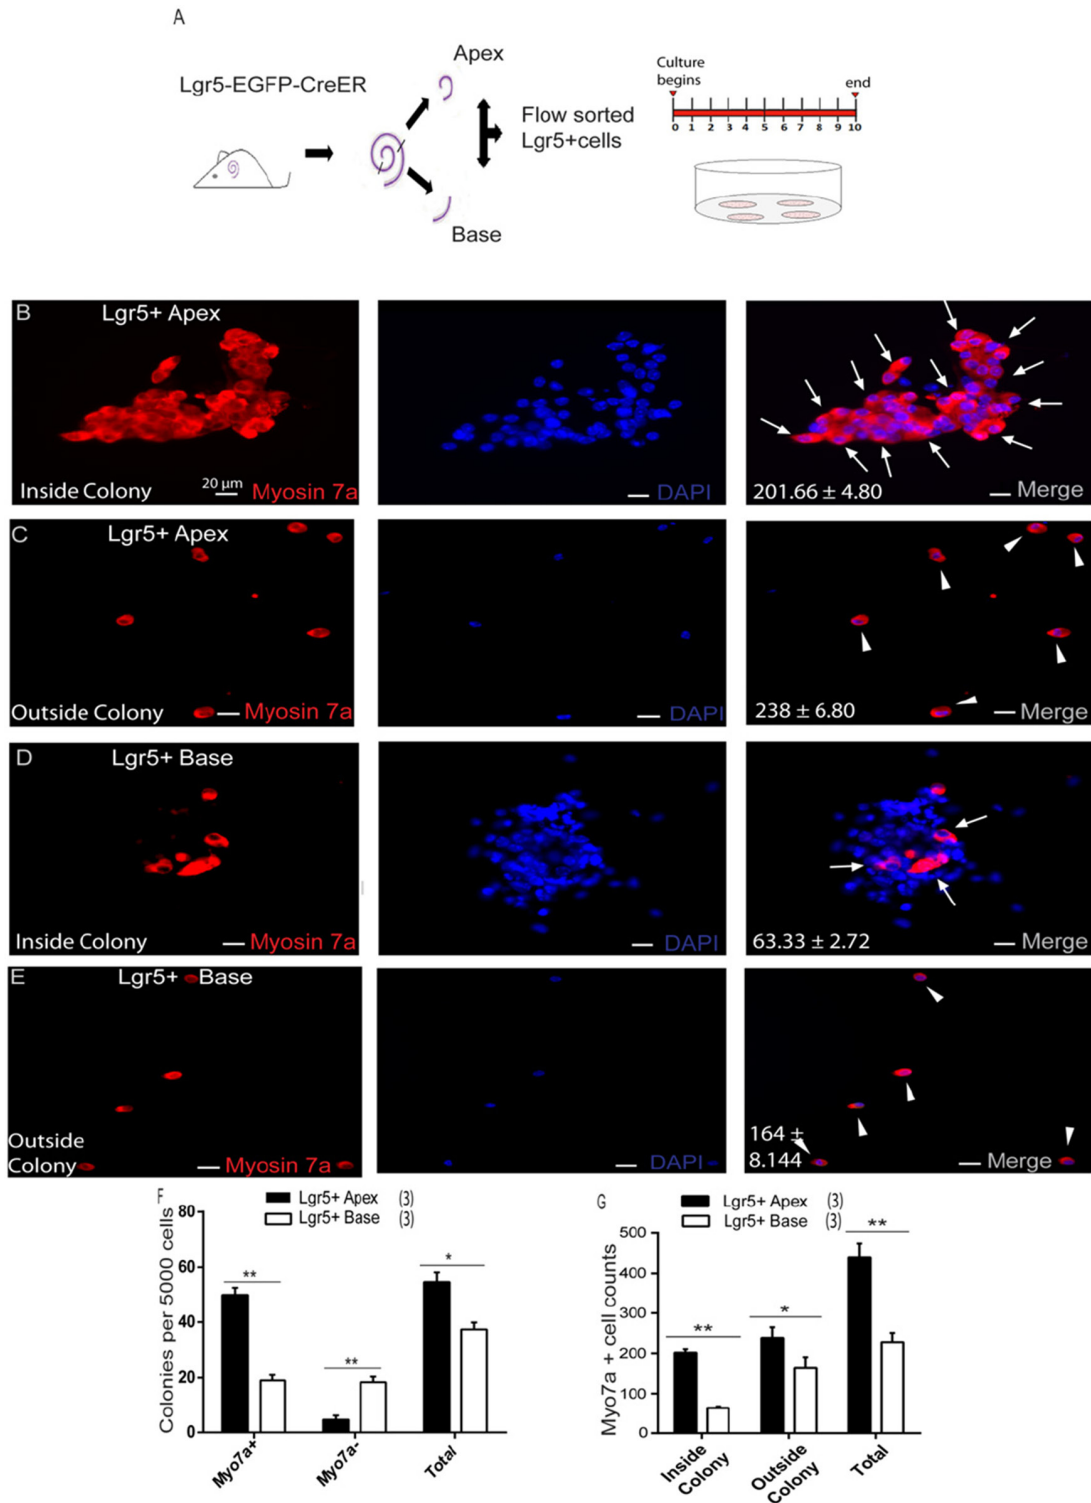 A
Lgr5-EGFP-CreER
Apex
Base
Flow sorted
Lgr5+cells
Culture
begins
end
0 1 2 3 4 5 6 7 8 9 10
B
Lgr5+ Apex
Inside Colony
20 µm
Myosin 7a
DAPI
201.66 ± 4.80
Merge
C
Lgr5+ Apex
Outside Colony
Myosin 7a
DAPI
238 ± 6.80
Merge
D
Lgr5+ Base
Inside Colony
Myosin 7a
DAPI
63.33 ± 2.72
Merge
E
Lgr5+ Base
Outside
Colony
Myosin 7a
DAPI
164 ±
8.144
Merge
F
Lgr5+ Apex (3)
Lgr5+ Base (3)
Colonies per 5000 cells
80
60
40
20
0
**
**
*
Myo7a+
Myo7a-
Total
G
Lgr5+ Apex (3)
Lgr5+ Base (3)
Myo7a + cell counts
500
400
300
200
100
0
**
*
**
Inside
Colony
Outside
Colony
Total